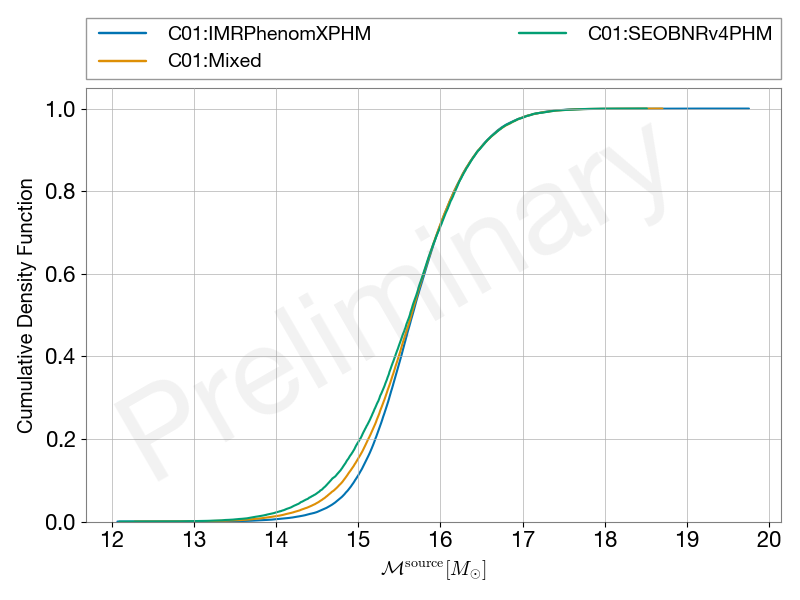 C01:IMRPhenomXPHM
C01:Mixed
C01:SEOBNRv4PHM
Preliminary
Cumulative Density Function
1.0
0.8
0.6
0.4
0.2
0.0
12 13 14 15 16 17 18 19 20
ℳ^source [M_⊙]